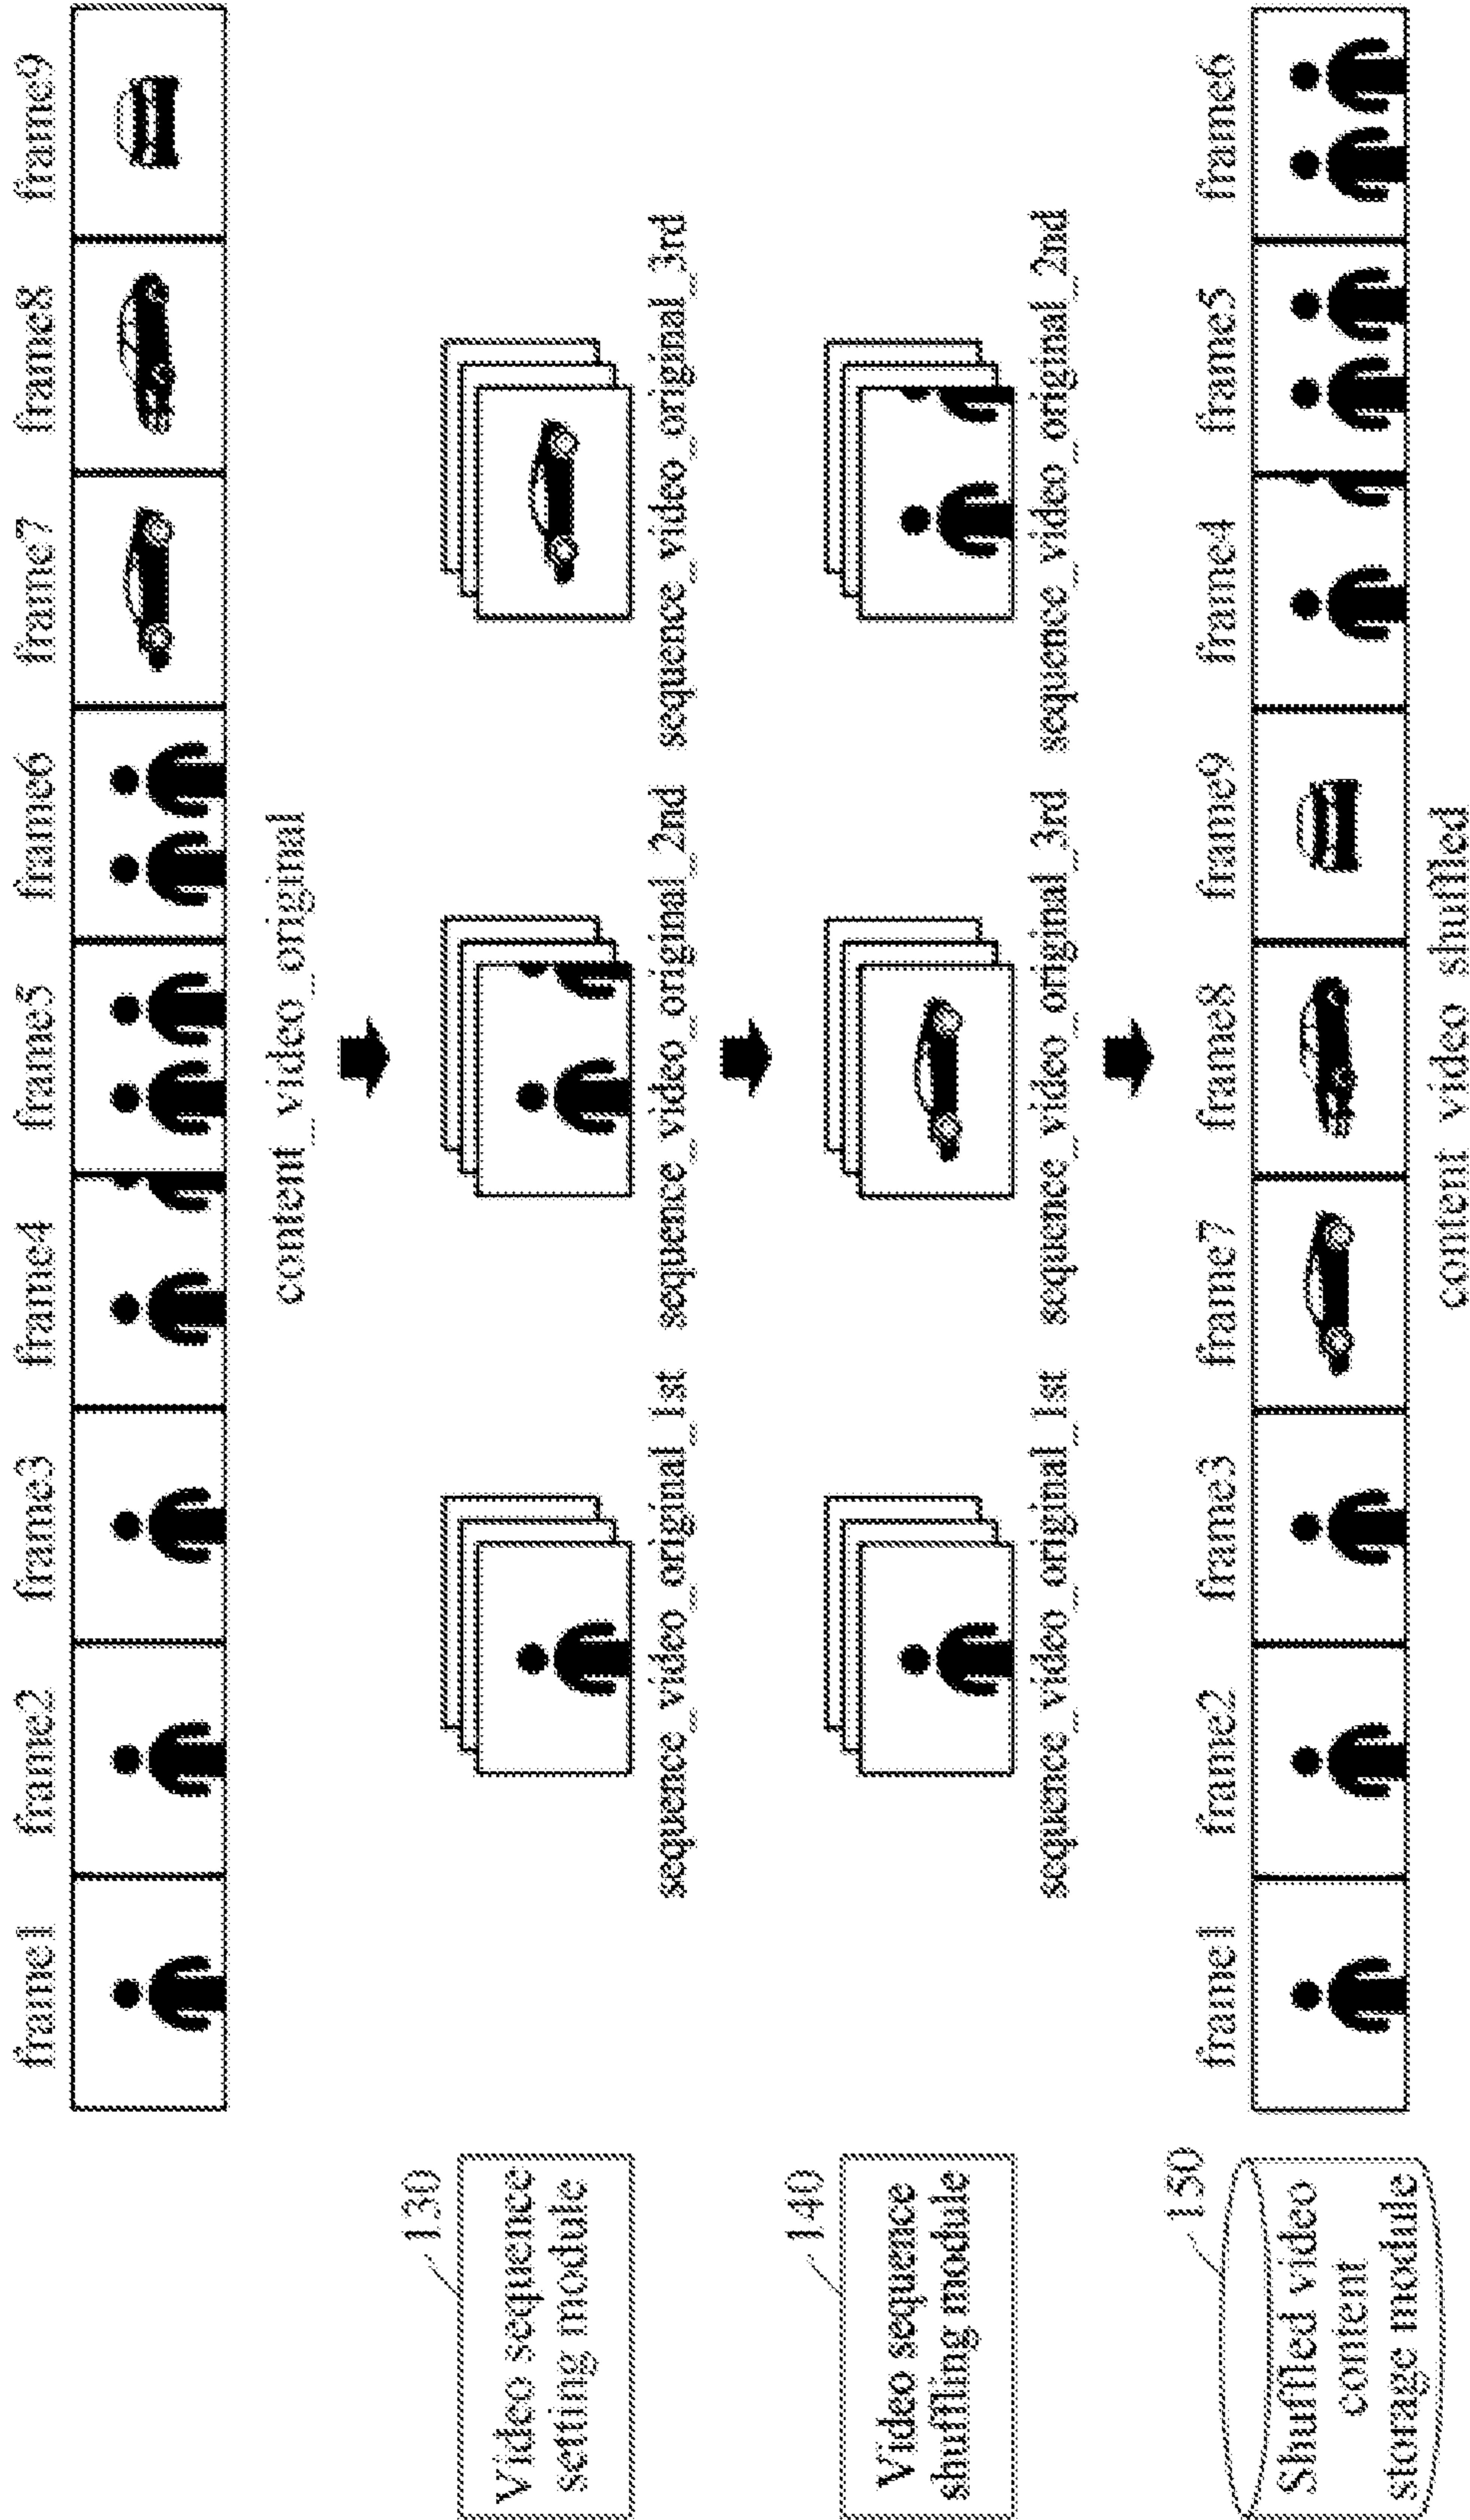 frame1 frame2 frame3 frame4 frame5 frame6 frame7 frame8 frame9
content_video_original
130
Video sequence
setting module
sequence_video_original_1st sequence_video_original_2nd sequence_video_original_3rd
140
Video sequence
shuffling module
sequence_video_original_1st sequence_video_original_3rd sequence_video_original_2nd
150
Shuffled video
content
storage module
frame1 frame2 frame3 frame7 frame8 frame9 frame4 frame5 frame6
content_video_shuffled